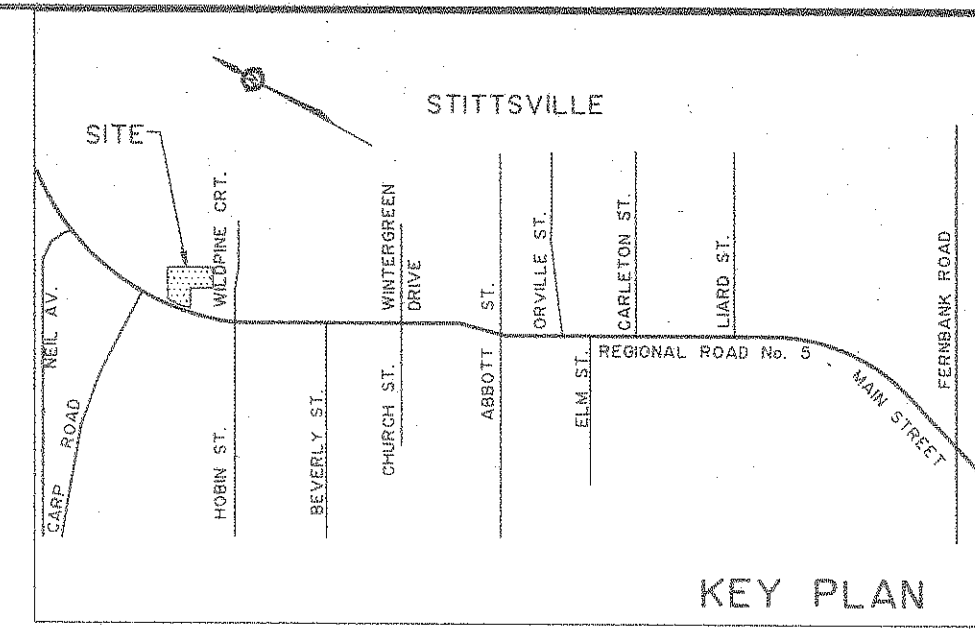 STITTSVILLE
SITE
NEIL AV.
CARP ROAD
WILDPINE CRT.
HOBIN ST.
BEVERLY ST.
WINTERGREEN
DRIVE
CHURCH ST.
ABBOTT ST.
ORVILLE ST.
ELM ST.
CARLETON ST.
LIARD ST.
REGIONAL ROAD No. 5 - MAIN STREET
FERNBANK ROAD
KEY PLAN